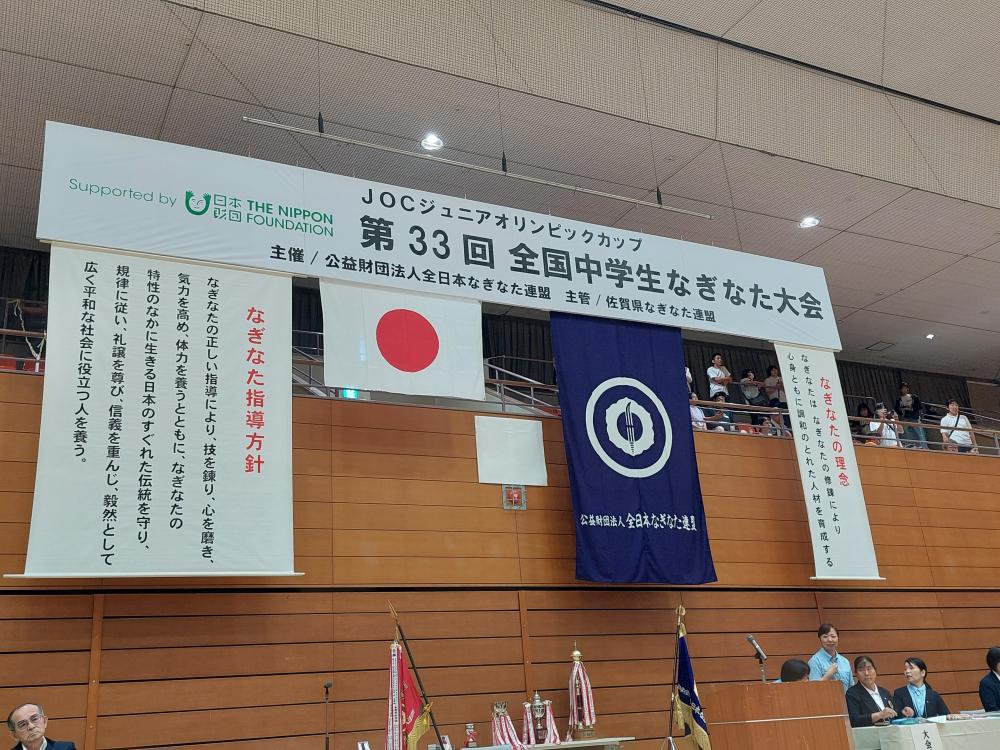 Supported by 日本財団 THE NIPPON FOUNDATION
JOCジュニアオリンピックカップ
第33回 全国中学生なぎなた大会
主催 / 公益財団法人全日本なぎなた連盟 主管 / 佐賀県なぎなた連盟
なぎなた指導方針
なぎなたの正しい指導により、技を錬り、心を磨き、
気力を高め、体力を養うとともに、なぎなたの
特性のなかに生きる日本のすぐれた伝統を守り、
規律に従い、礼譲を尊び、信義を重んじ、毅然として
広く平和な社会に役立つ人を養う。
公益財団法人 全日本なぎなた連盟
なぎなたの理念
なぎなたは なぎなたの修錬により
心身ともに調和のとれた人材を育成する
大会